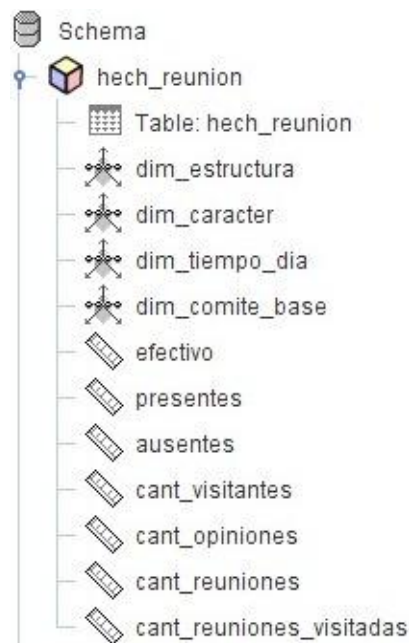 Schema
hech_reunion
Table: hech_reunion
dim_estructura
dim_caracter
dim_tiempo_dia
dim_comite_base
efectivo
presentes
ausentes
cant_visitantes
cant_opiniones
cant_reuniones
cant_reuniones_visitadas